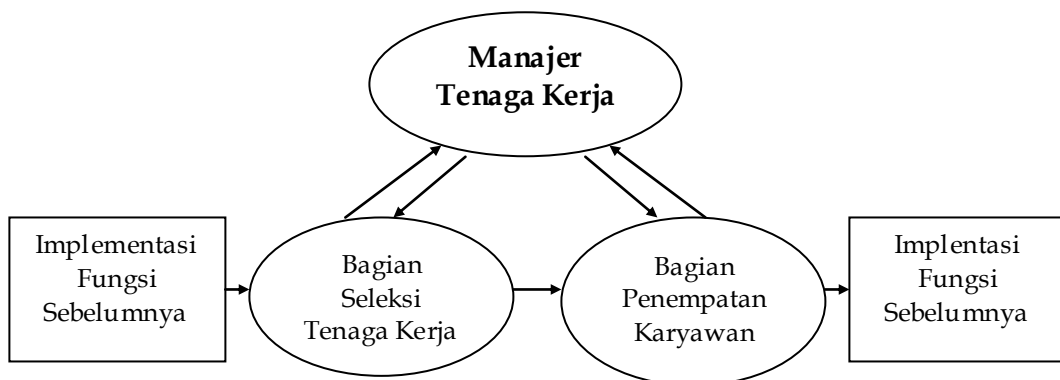 Manajer
Tenaga Kerja
Implementasi
Fungsi
Sebelumnya
Bagian
Seleksi
Tenaga Kerja
Bagian
Penempatan
Karyawan
Implentasi
Fungsi
Sebelumnya